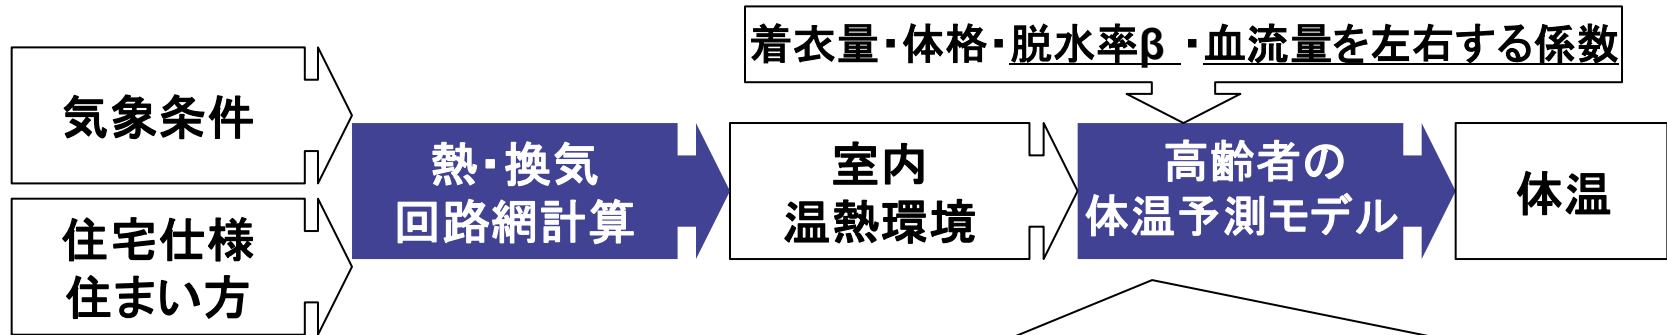 着衣量・体格・脱水率β ・血流量を左右する係数
気象条件
住宅仕様
住まい方
熱・換気
回路網計算
室内
温熱環境
高齢者の
体温予測モデル
体温